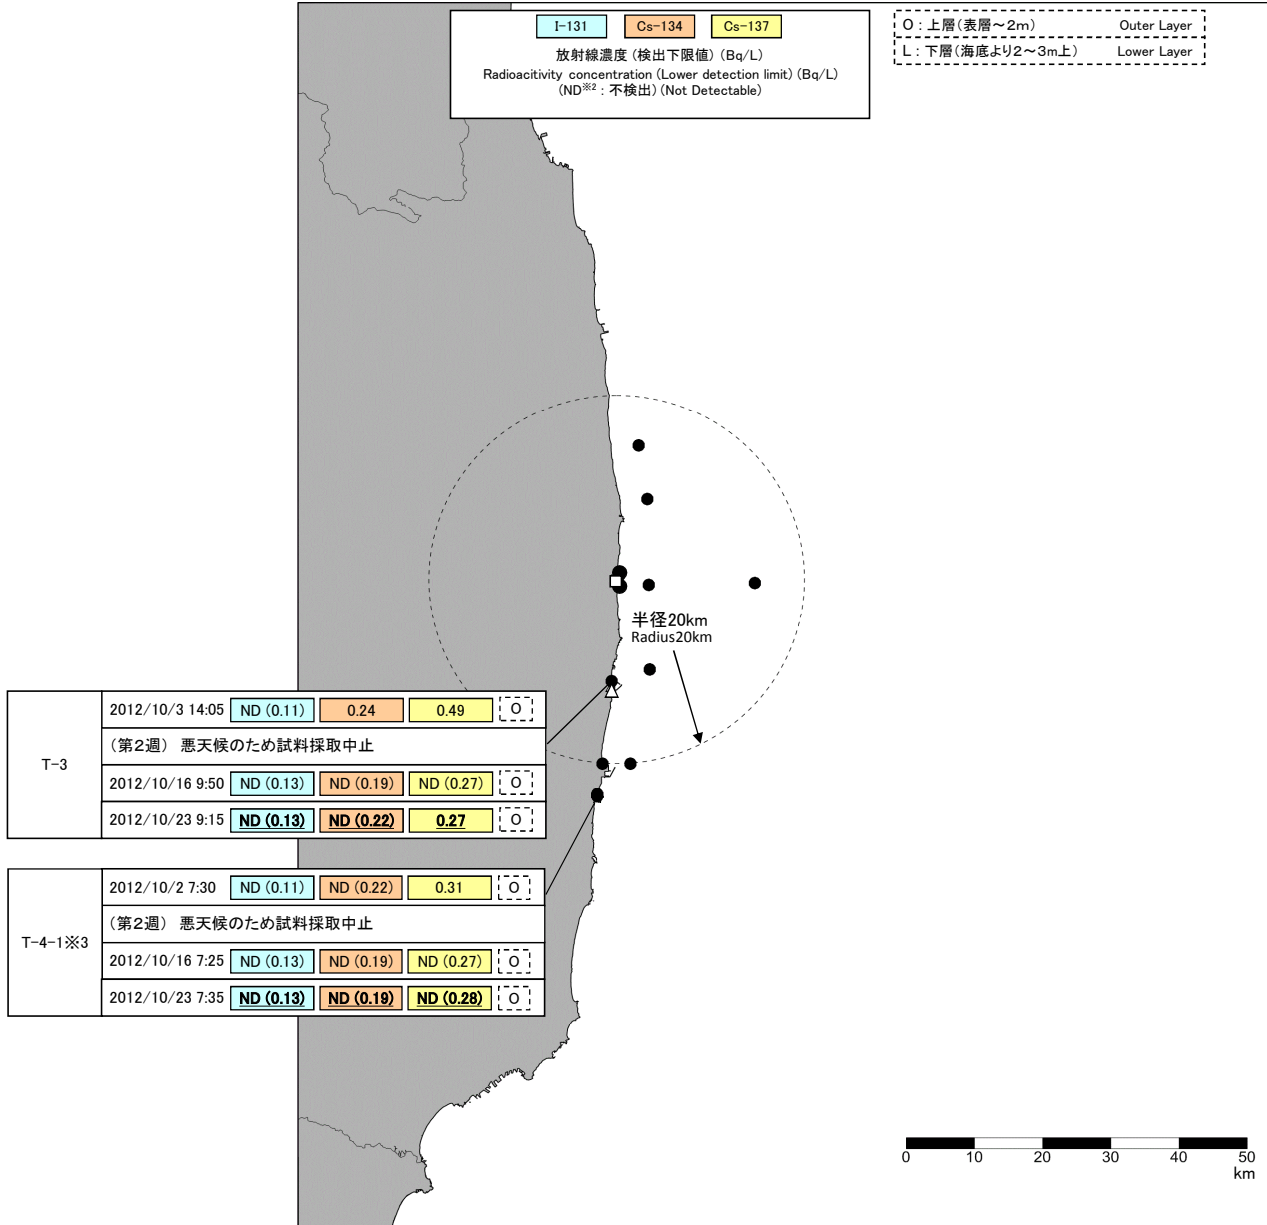 I-131 Cs-134 Cs-137
放射線濃度 (検出下限値) (Bq/L)
Radioacitivity concentration (Lower detection limit) (Bq/L)
(ND※2 : 不検出) (Not Detectable)
O : 上層(表層～2m) Outer Layer
L : 下層(海底より2～3m上) Lower Layer
半径20km
Radius20km
T-3
2012/10/3 14:05 ND (0.11) 0.24 0.49 O
(第2週) 悪天候のため試料採取中止
2012/10/16 9:50 ND (0.13) ND (0.19) ND (0.27) O
2012/10/23 9:15 ND (0.13) ND (0.22) 0.27 O
T-4-1※3
2012/10/2 7:30 ND (0.11) ND (0.22) 0.31 O
(第2週) 悪天候のため試料採取中止
2012/10/16 7:25 ND (0.13) ND (0.19) ND (0.27) O
2012/10/23 7:35 ND (0.13) ND (0.19) ND (0.28) O
0 10 20 30 40 50
km